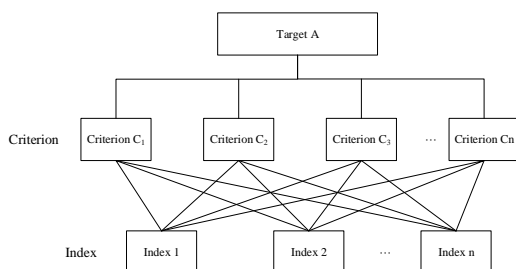 Target A
Criterion
Criterion C₁
Criterion C₂
Criterion C₃
...
Criterion Cn
Index
Index 1
Index 2
...
Index n